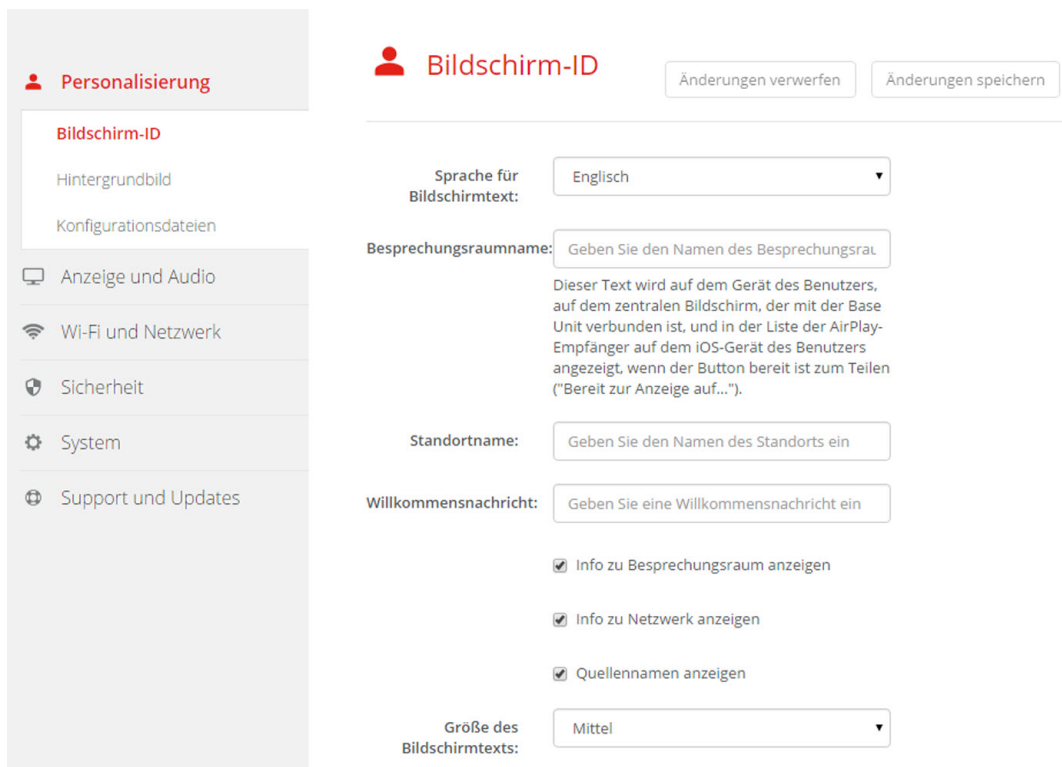 Personalisierung
Bildschirm-ID
Hintergrundbild
Konfigurationsdateien
Anzeige und Audio
Wi-Fi und Netzwerk
Sicherheit
System
Support und Updates
Bildschirm-ID
Änderungen verwerfen
Änderungen speichern
Sprache für
Bildschirmtext:
Englisch
Besprechungsraumname:
Geben Sie den Namen des Besprechungsrau
Dieser Text wird auf dem Gerät des Benutzers,
auf dem zentralen Bildschirm, der mit der Base
Unit verbunden ist, und in der Liste der AirPlay-
Empfänger auf dem iOS-Gerät des Benutzers
angezeigt, wenn der Button bereit ist zum Teilen
("Bereit zur Anzeige auf...").
Standortname:
Geben Sie den Namen des Standorts ein
Willkommensnachricht:
Geben Sie eine Willkommensnachricht ein
Info zu Besprechungsraum anzeigen
Info zu Netzwerk anzeigen
Quellennamen anzeigen
Größe des
Bildschirmtexts:
Mittel